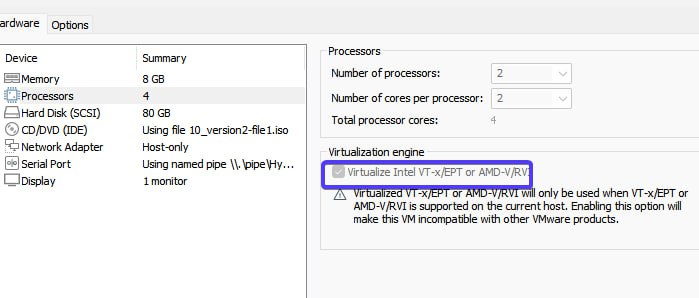 ardware Options
Device Summary
Memory 8 GB
Processors 4
Hard Disk (SCSI) 80 GB
CD/DVD (IDE) Using file 10_version2-file1.iso
Network Adapter Host-only
Serial Port Using named pipe \\.\pipe\Hy...
Display 1 monitor
Processors
Number of processors: 2
Number of cores per processor: 2
Total processor cores: 4
Virtualization engine
Virtualize Intel VT-x/EPT or AMD-V/RVI
Virtualized VT-x/EPT or AMD-V/RVI will only be used when VT-x/EPT or
AMD-V/RVI is supported on the current host. Enabling this option will
make this VM incompatible with other VMware products.